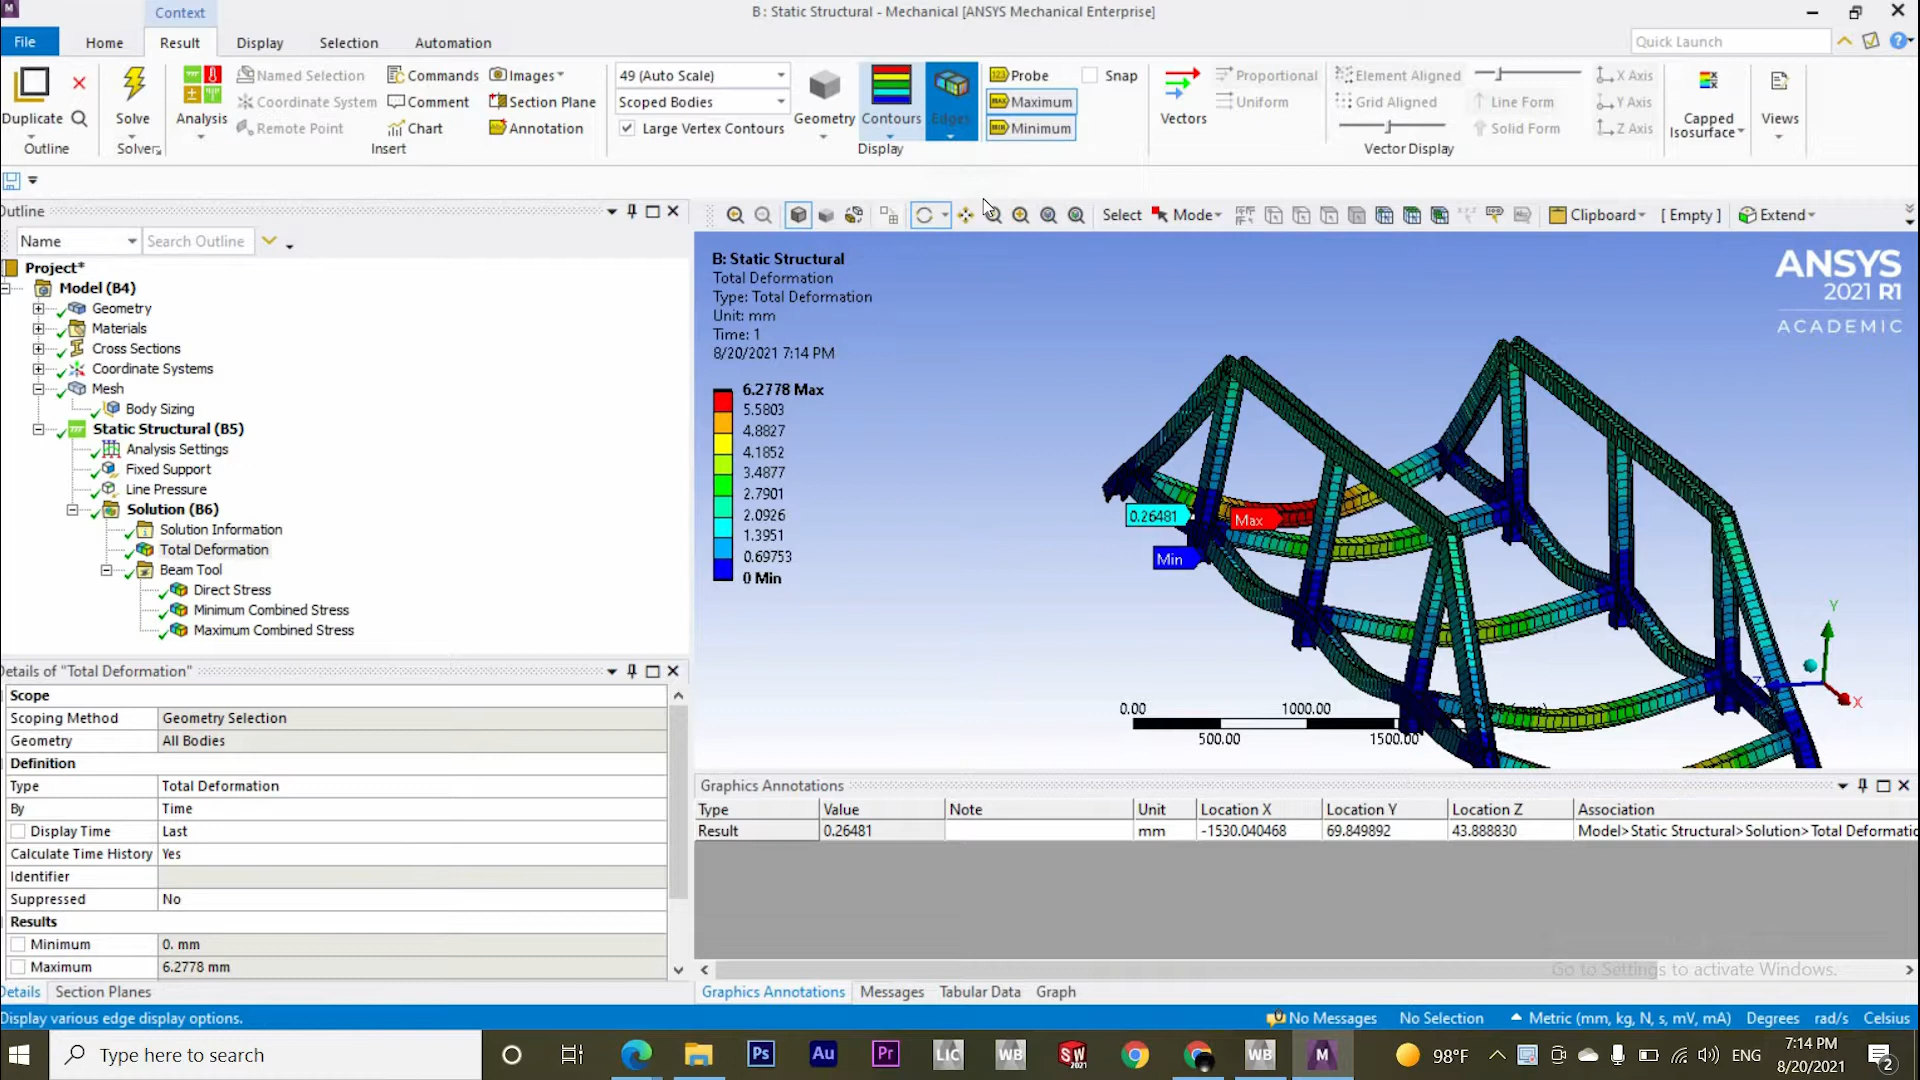 Context
B : Static Structural - Mechanical [ANSYS Mechanical Enterprise]
File Home Result Display Selection Automation
Quick Launch
Duplicate
Outline
Solve
Solver
Analysis
Named Selection
Coordinate System
Remote Point
Commands
Comment
Chart
Images
Section Plane
Annotation
Insert
49 (Auto Scale)
Scoped Bodies
Large Vertex Contours
Geometry
Contours
Edges
Display
Probe
Maximum
Minimum
Snap
Vectors
Proportional
Uniform
Element Aligned
Grid Aligned
Line Form
Solid Form
X Axis
Y Axis
Z Axis
Vector Display
Capped
Isosurface
Views
Outline
Name
Search Outline
Select Mode Clipboard [ Empty ] Extend
Project*
Model (B4)
Geometry
Materials
Cross Sections
Coordinate Systems
Mesh
Body Sizing
Static Structural (B5)
Analysis Settings
Fixed Support
Line Pressure
Solution (B6)
Solution Information
Total Deformation
Beam Tool
Direct Stress
Minimum Combined Stress
Maximum Combined Stress
B: Static Structural
Total Deformation
Type: Total Deformation
Unit: mm
Time: 1
8/20/2021 7:14 PM
6.2778 Max
5.5803
4.8827
4.1852
3.4877
2.7901
2.0926
1.3951
0.69753
0 Min
ANSYS
2021 R1
ACADEMIC
0.26481
Max
Min
0.00 1000.00
500.00 1500.00
Y
Z
X
Details of "Total Deformation"
Scope
Scoping Method Geometry Selection
Geometry All Bodies
Definition
Type Total Deformation
By Time
Display Time Last
Calculate Time History Yes
Identifier
Suppressed No
Results
Minimum 0. mm
Maximum 6.2778 mm
Details Section Planes
Graphics Annotations
Type Value Note Unit Location X Location Y Location Z Association
Result 0.26481 mm -1530.040468 69.849892 43.888830 Model>Static Structural>Solution>Total Deformatio
Go to Settings to activate Windows.
Graphics Annotations Messages Tabular Data Graph
Display various edge display options.
No Messages No Selection Metric (mm, kg, N, s, mV, mA) Degrees rad/s Celsius
Type here to search
Ps Au Pr LIC WB SW 2021 WB M
98°F
ENG
7:14 PM
8/20/2021
2